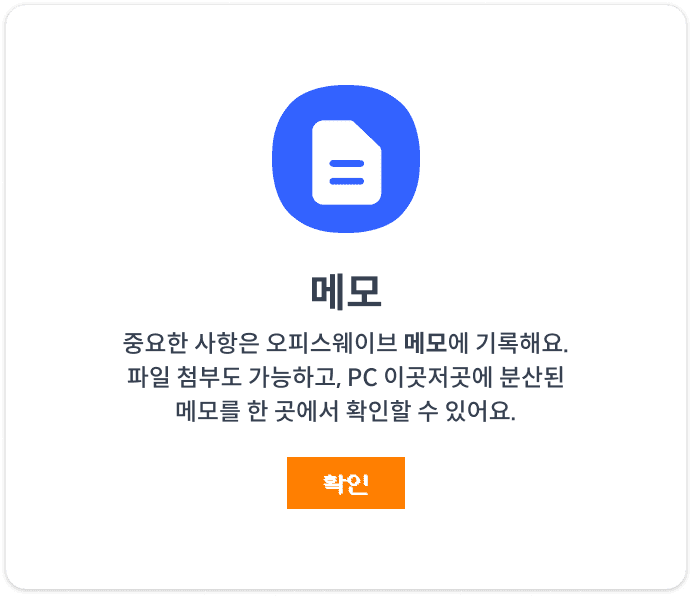 메모
중요한 사항은 오피스웨이브 메모에 기록해요.
파일 첨부도 가능하고, PC 이곳저곳에 분산된
메모를 한 곳에서 확인할 수 있어요.
확인